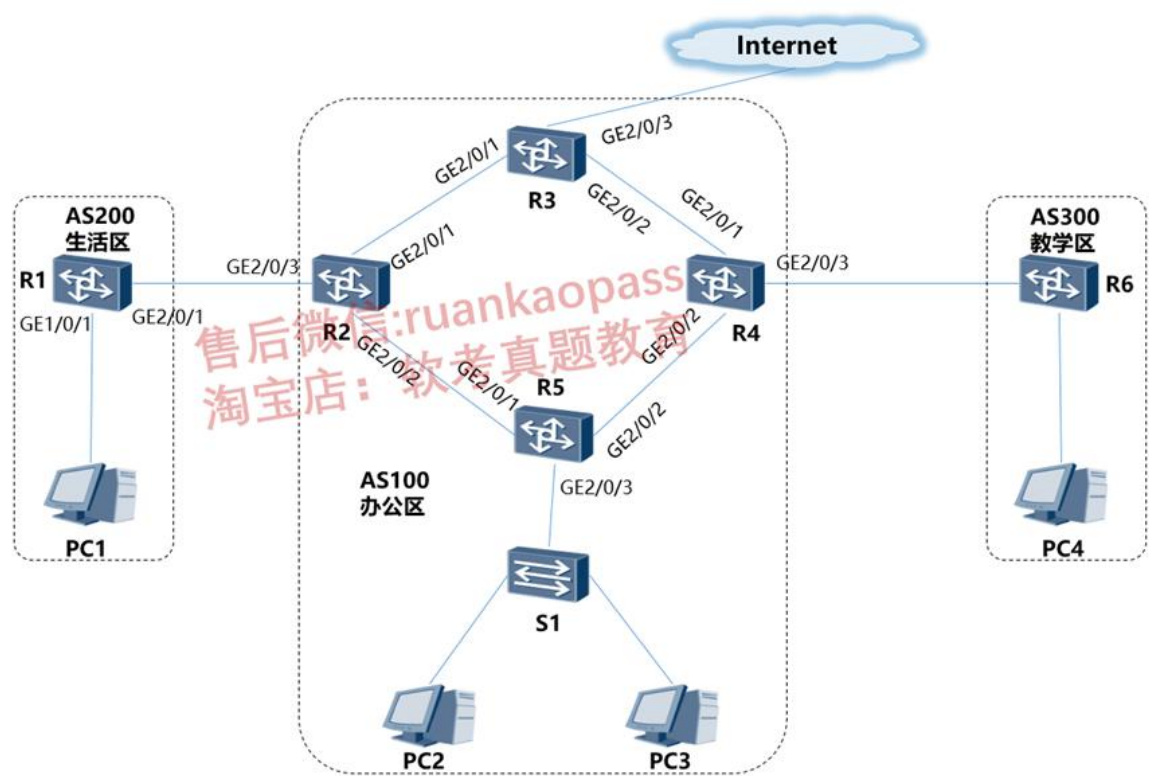 Internet
GE2/0/3
GE2/0/1
R3
GE2/0/2
GE2/0/1
AS200
生活区
AS300
教学区
GE2/0/1
GE2/0/3
GE2/0/3
R1
R6
GE1/0/1
GE2/0/1
R2
R4
GE2/0/2
GE2/0/2
售后微信:ruankaopass
淘宝店：软考真题教育
GE2/0/1
R5
GE2/0/2
AS100
办公区
GE2/0/3
PC1
PC4
S1
PC2
PC3